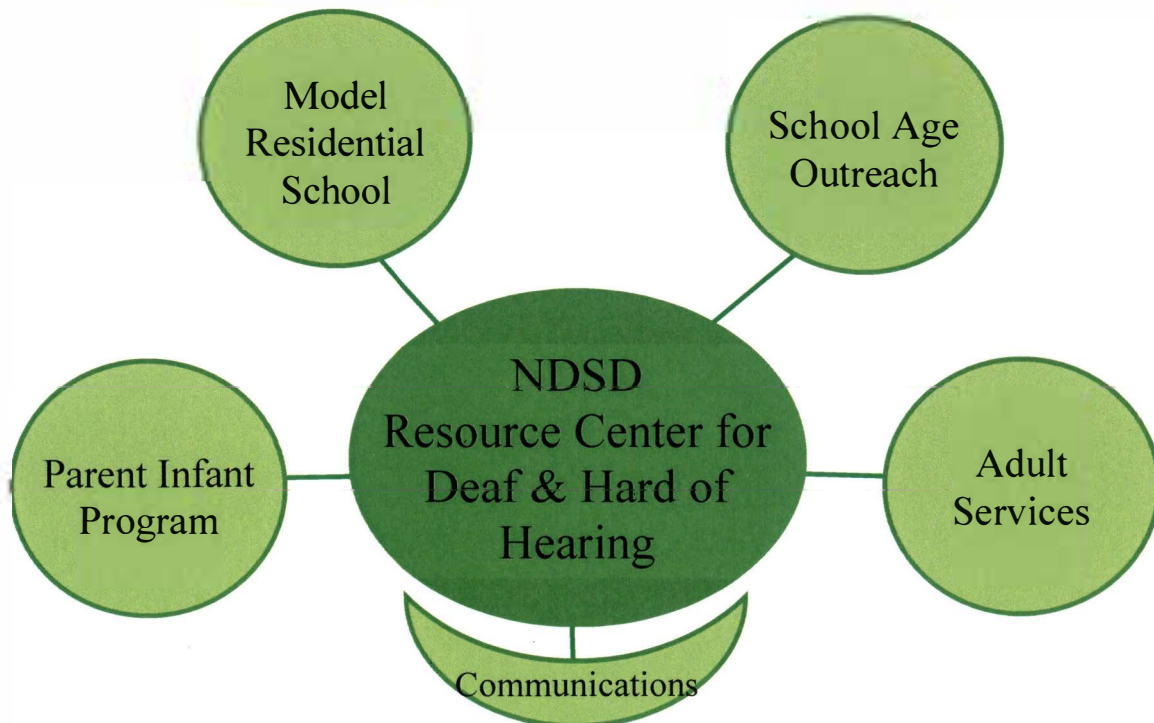 Model
Residential
School
School Age
Outreach
NDSD
Resource Center for
Deaf & Hard of
Hearing
Parent Infant
Program
Adult
Services
Communications